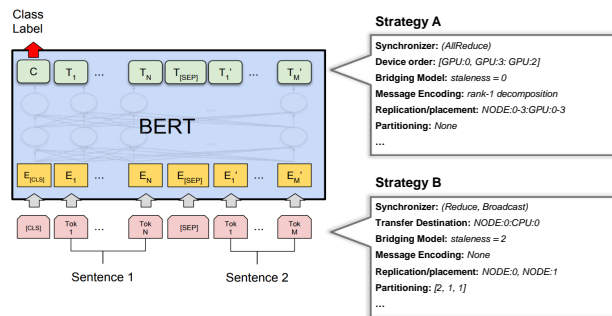 Class
Label
C T1 ... TN T[SEP] T1' ... TM'
BERT
E[CLS] E1 ... EN E[SEP] E1' ... EM'
[CLS] Tok 1 ... Tok N [SEP] Tok 1 ... Tok M
Sentence 1 Sentence 2
Strategy A
Synchronizer: (AllReduce)
Device order: [GPU:0, GPU:3: GPU:2]
Bridging Model: staleness = 0
Message Encoding: rank-1 decomposition
Replication/placement: NODE:0-3:GPU:0-3
Partitioning: None
...
Strategy B
Synchronizer: (Reduce, Broadcast)
Transfer Destination: NODE:0:CPU:0
Bridging Model: staleness = 2
Message Encoding: None
Replication/placement: NODE:0, NODE:1
Partitioning: [2, 1, 1]
...